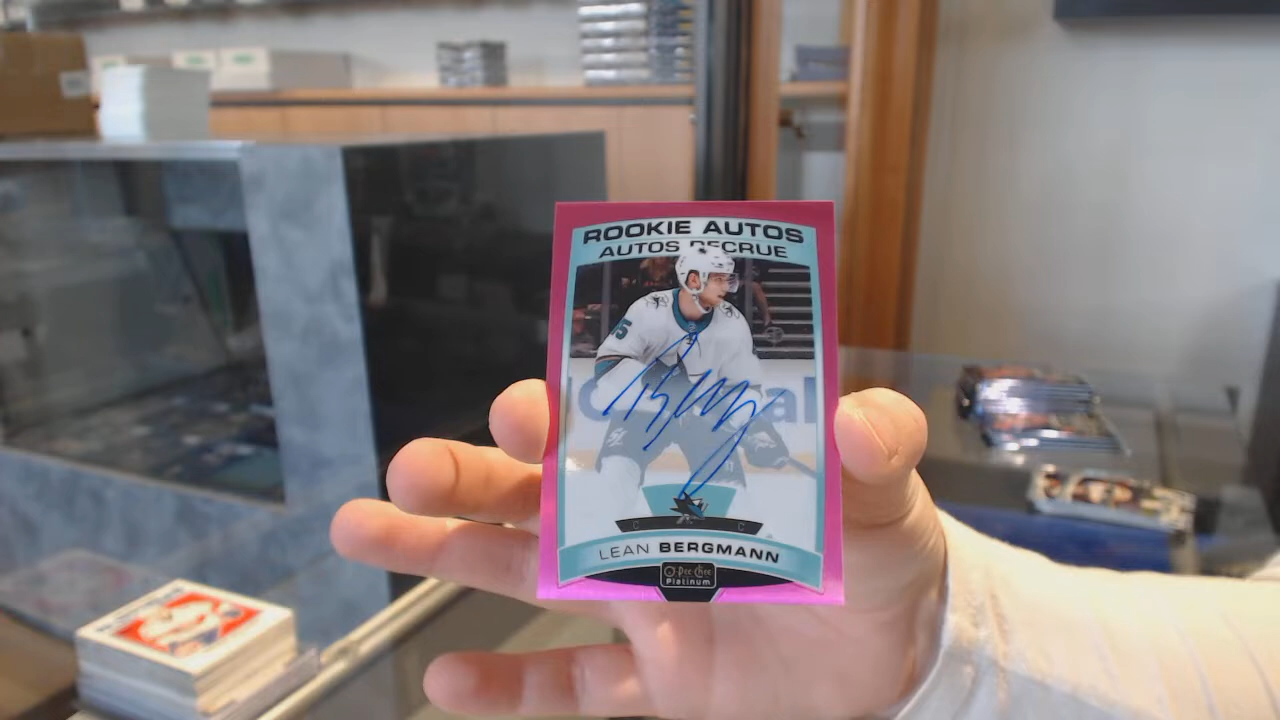 ROOKIE AUTOS
AUTOS RECRUE
C C
LEAN BERGMANN
O-Pee-Chee
Platinum